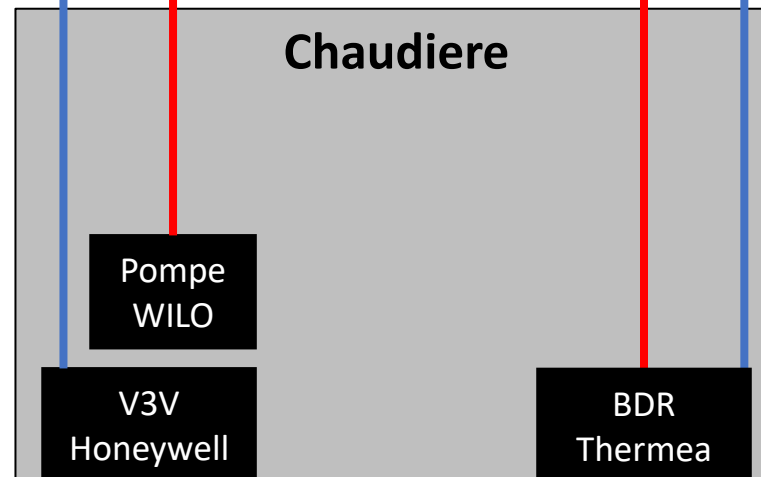 Chaudiere
Pompe
WILO
V3V
Honeywell
BDR
Thermea